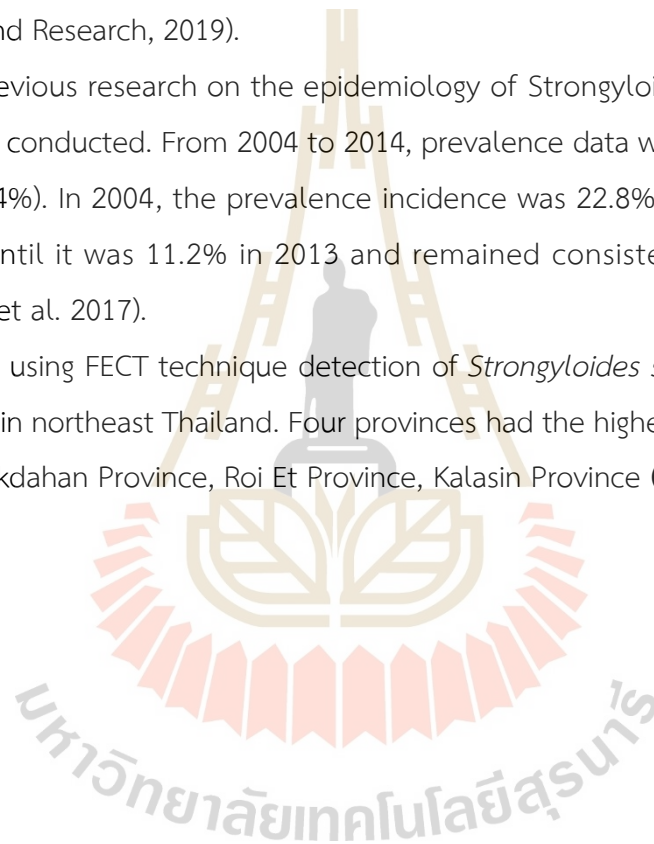 nd Research, 2019).
evious research on the epidemiology of Strongyloi
conducted. From 2004 to 2014, prevalence data w
4%). In 2004, the prevalence incidence was 22.8%
ntil it was 11.2% in 2013 and remained consiste
et al. 2017).
using FECT technique detection of Strongyloides s
in northeast Thailand. Four provinces had the highe
kdahan Province, Roi Et Province, Kalasin Province (
มหาวิทยาลัยเทคโนโลยีสุรนารี